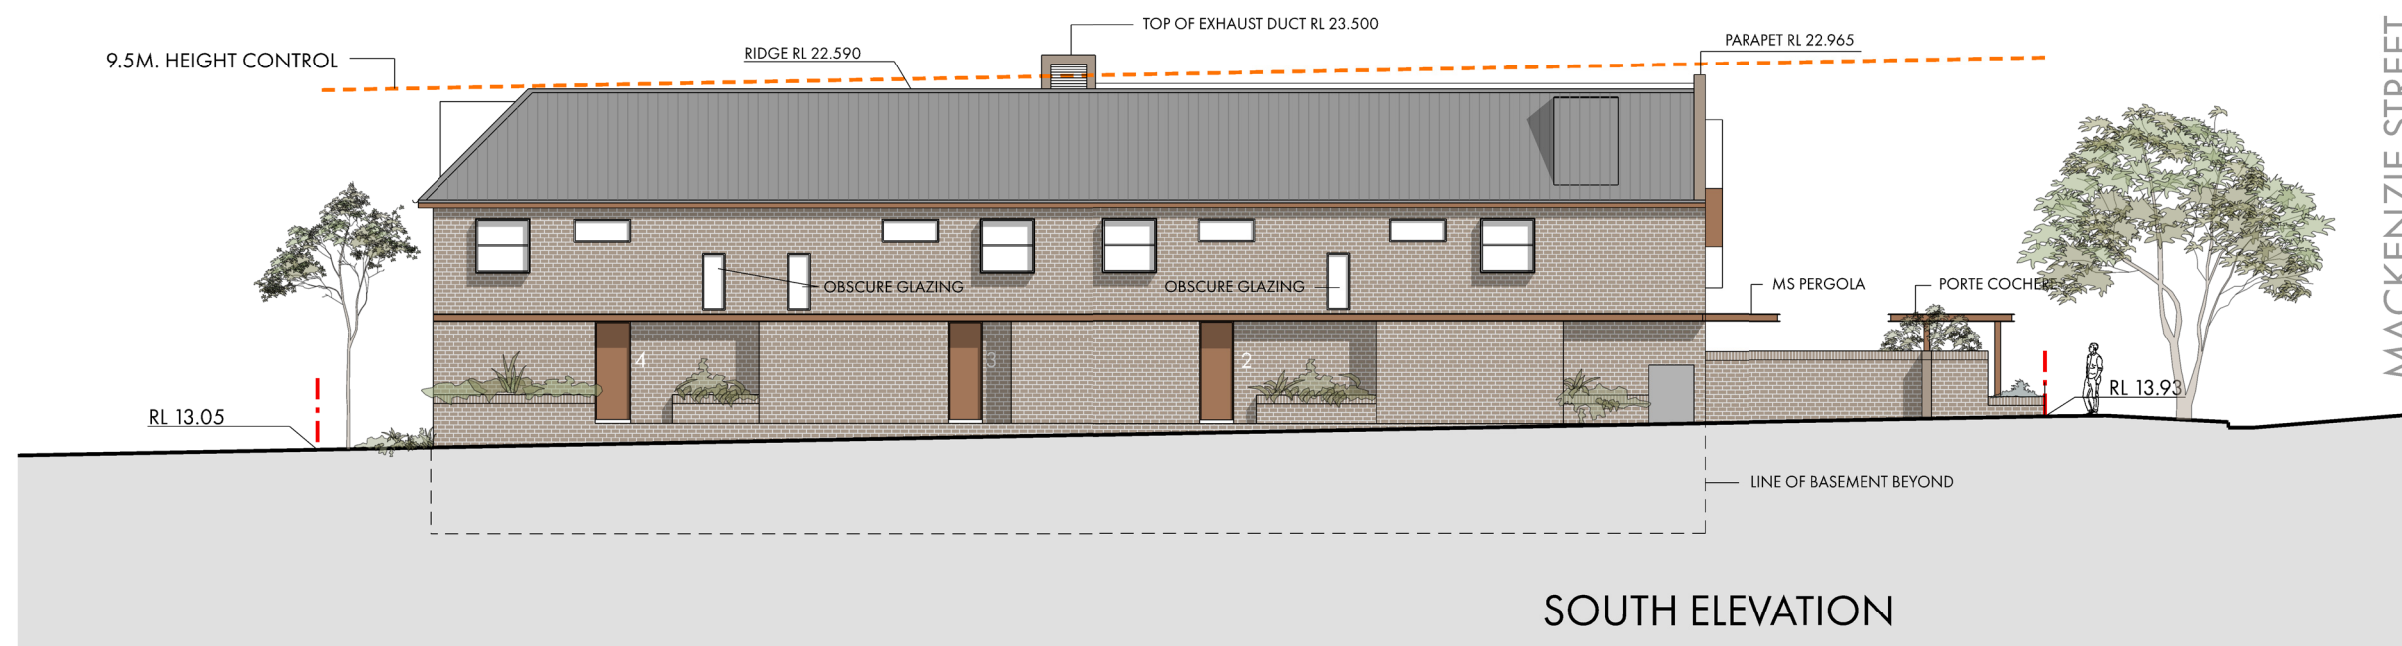 TOP OF EXHAUST DUCT RL 23.500
9.5M. HEIGHT CONTROL
RIDGE RL 22.590
PARAPET RL 22.965
MACKENZIE STREET
OBSCURE GLAZING
OBSCURE GLAZING
MS PERGOLA
PORTE COCHERE
4
3
2
RL 13.05
RL 13.93
LINE OF BASEMENT BEYOND
SOUTH ELEVATION